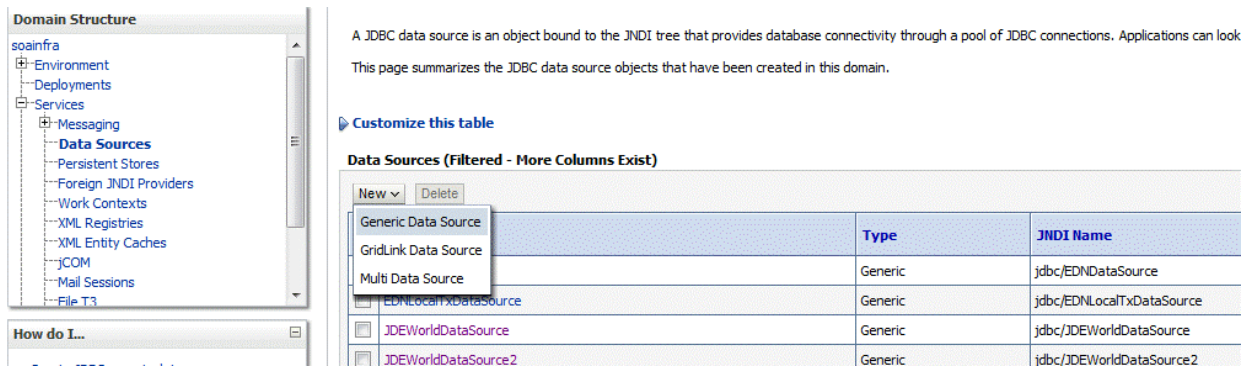 Domain Structure
soainfra
Environment
Deployments
Services
Messaging
Data Sources
Persistent Stores
Foreign JNDI Providers
Work Contexts
XML Registries
XML Entity Caches
jCOM
Mail Sessions
File T3
How do I...
A JDBC data source is an object bound to the JNDI tree that provides database connectivity through a pool of JDBC connections. Applications can look
This page summarizes the JDBC data source objects that have been created in this domain.
Customize this table
Data Sources (Filtered - More Columns Exist)
New Delete
Generic Data Source
GridLink Data Source
Multi Data Source
Type JNDI Name
Generic jdbc/EDNDataSource
EDNLocalTxDataSource Generic jdbc/EDNLocalTxDataSource
JDEWorldDataSource Generic jdbc/JDEWorldDataSource
JDEWorldDataSource2 Generic jdbc/JDEWorldDataSource2